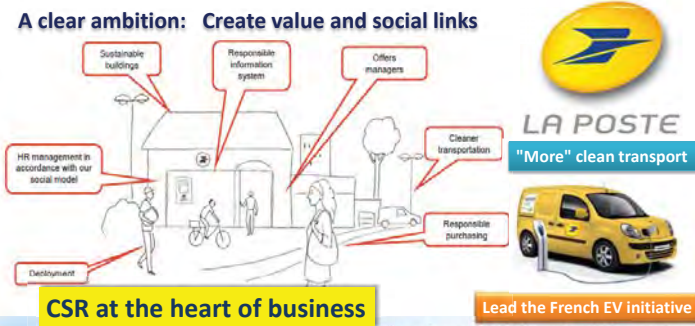 A clear ambition: Create value and social links
Sustainable
buildings
Responsible
information
system
Offers
managers
LA POSTE
"More" clean transport
Cleaner
transportation
HR management in
accordance with our
social model
Responsible
purchasing
Deployment
CSR at the heart of business
Lead the French EV initiative